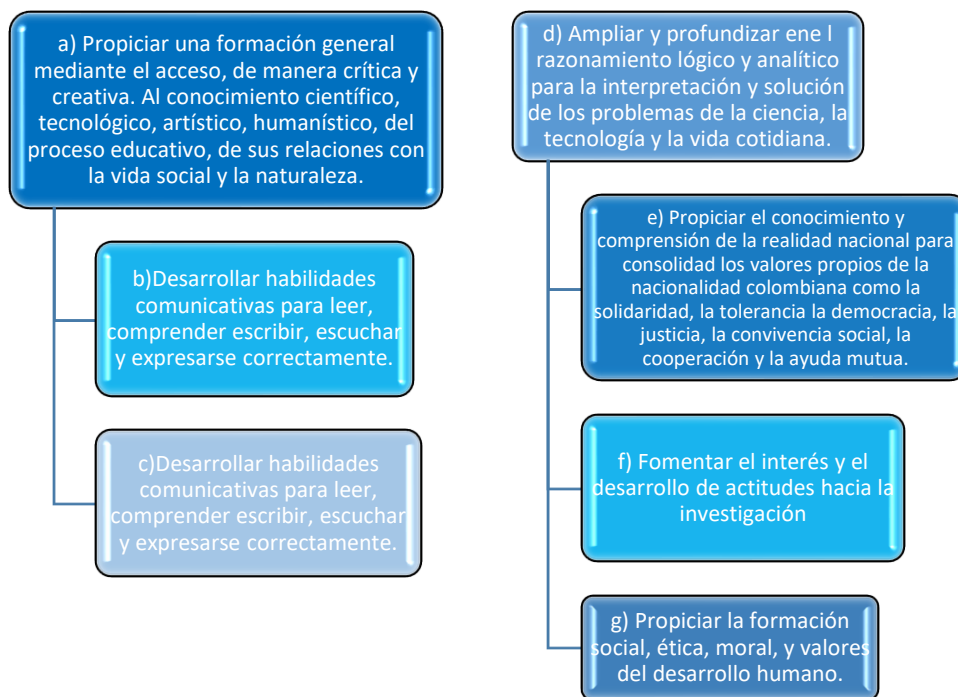 a) Propiciar una formación general
mediante el acceso, de manera crítica y
creativa. Al conocimiento científico,
tecnológico, artístico, humanístico, del
proceso educativo, de sus relaciones con
la vida social y la naturaleza.
b)Desarrollar habilidades
comunicativas para leer,
comprender escribir, escuchar
y expresarse correctamente.
c)Desarrollar habilidades
comunicativas para leer,
comprender escribir, escuchar
y expresarse correctamente.
d) Ampliar y profundizar ene l
razonamiento lógico y analítico
para la interpretación y solución
de los problemas de la ciencia, la
tecnología y la vida cotidiana.
e) Propiciar el conocimiento y
comprensión de la realidad nacional para
consolidad los valores propios de la
nacionalidad colombiana como la
solidaridad, la tolerancia la democracia, la
justicia, la convivencia social, la
cooperación y la ayuda mutua.
f) Fomentar el interés y el
desarrollo de actitudes hacia la
investigación
g) Propiciar la formación
social, ética, moral, y valores
del desarrollo humano.